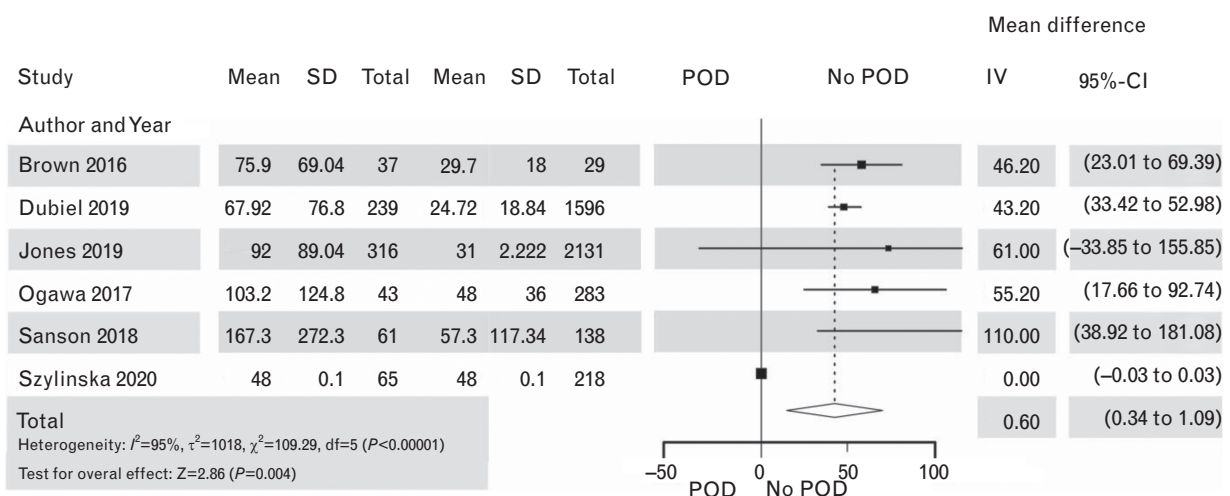 Mean difference
Study Mean SD Total Mean SD Total POD No POD IV 95%-CI
Author and Year
Brown 2016 75.9 69.04 37 29.7 18 29 46.20 (23.01 to 69.39)
Dubiel 2019 67.92 76.8 239 24.72 18.84 1596 43.20 (33.42 to 52.98)
Jones 2019 92 89.04 316 31 2.222 2131 61.00 (–33.85 to 155.85)
Ogawa 2017 103.2 124.8 43 48 36 283 55.20 (17.66 to 92.74)
Sanson 2018 167.3 272.3 61 57.3 117.34 138 110.00 (38.92 to 181.08)
Szylinska 2020 48 0.1 65 48 0.1 218 0.00 (–0.03 to 0.03)
Total 0.60 (0.34 to 1.09)
Heterogeneity: I²=95%, τ²=1018, χ²=109.29, df=5 (P<0.00001)
Test for overal effect: Z=2.86 (P=0.004)
–50 0 50 100
POD No POD